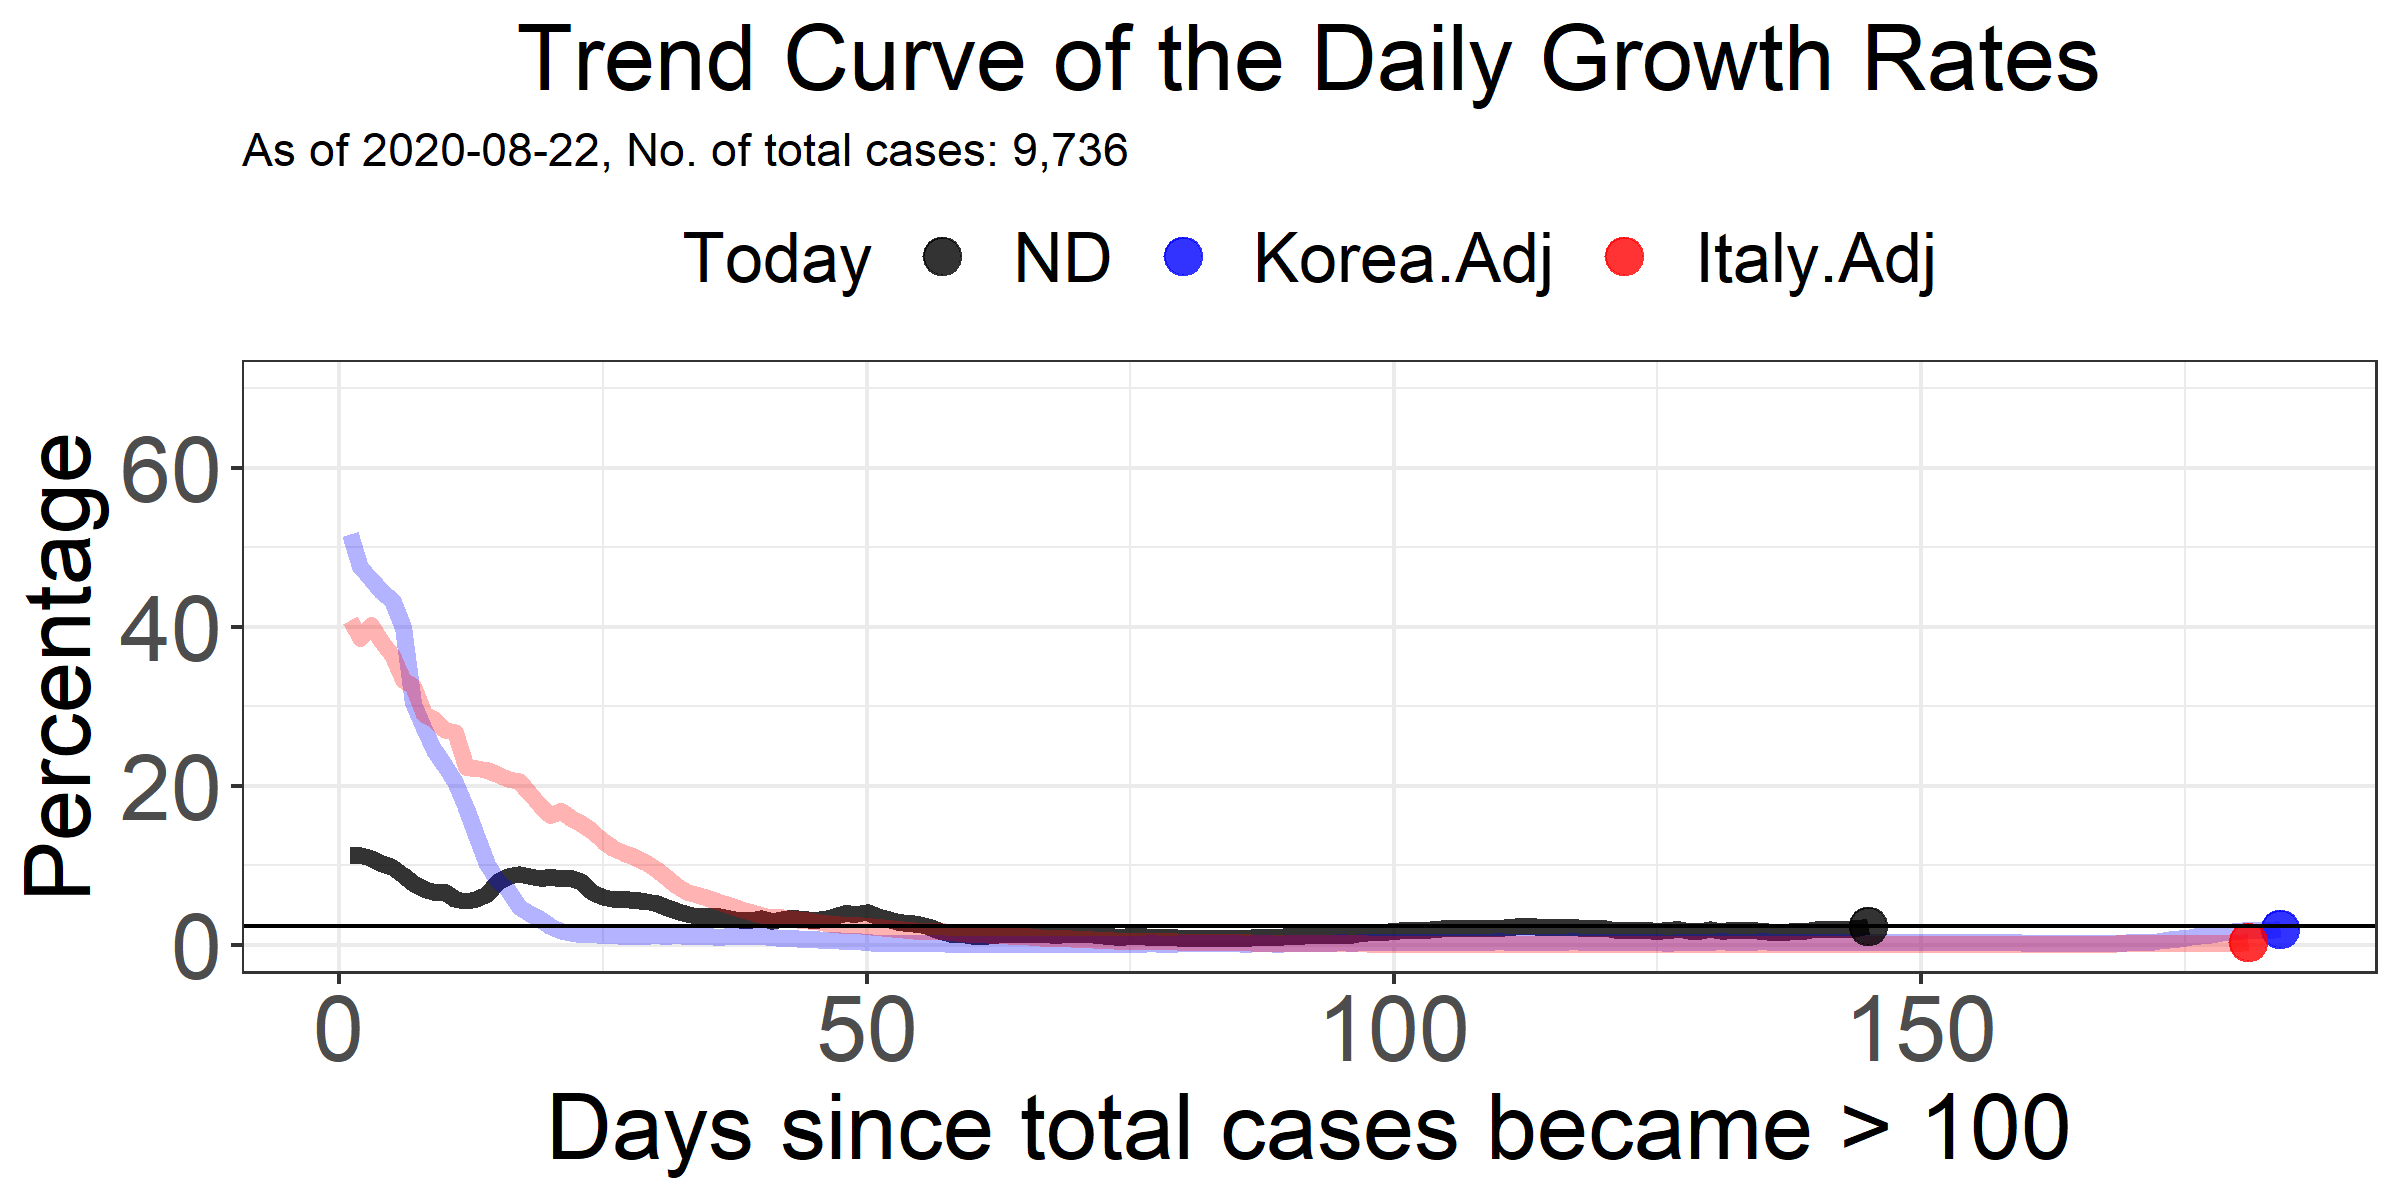 Trend Curve of the Daily Growth Rates
As of 2020-08-22, No. of total cases: 9,736
Today ND Korea.Adj Italy.Adj
Percentage
60
40
20
0
0 50 100 150
Days since total cases became > 100